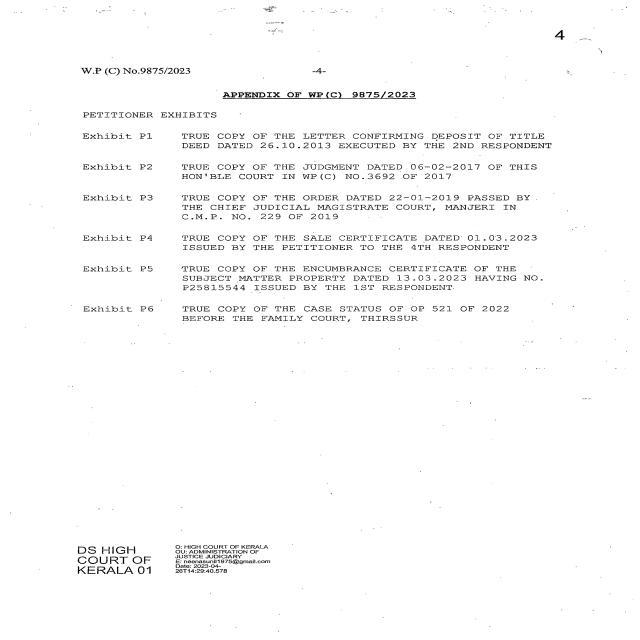 4
W.P (C) No.9875/2023 -4-
APPENDIX OF WP(C) 9875/2023
PETITIONER EXHIBITS
Exhibit P1 TRUE COPY OF THE LETTER CONFIRMING DEPOSIT OF TITLE
DEED DATED 26.10.2013 EXECUTED BY THE 2ND RESPONDENT
Exhibit P2 TRUE COPY OF THE JUDGMENT DATED 06-02-2017 OF THIS
HON'BLE COURT IN WP(C) NO.3692 OF 2017
Exhibit P3 TRUE COPY OF THE ORDER DATED 22-01-2019 PASSED BY
THE CHIEF JUDICIAL MAGISTRATE COURT, MANJERI IN
C.M.P. NO. 229 OF 2019
Exhibit P4 TRUE COPY OF THE SALE CERTIFICATE DATED 01.03.2023
ISSUED BY THE PETITIONER TO THE 4TH RESPONDENT
Exhibit P5 TRUE COPY OF THE ENCUMBRANCE CERTIFICATE OF THE
SUBJECT MATTER PROPERTY DATED 13.03.2023 HAVING NO.
P25815544 ISSUED BY THE 1ST RESPONDENT
Exhibit P6 TRUE COPY OF THE CASE STATUS OF OP 521 OF 2022
BEFORE THE FAMILY COURT, THIRSSUR
DS HIGH
COURT OF
KERALA 01
O: HIGH COURT OF KERALA
OU: ADMINISTRATION OF
JUSTICE JUDICIARY
E: neenasunil1975@gmail.com
Date: 2023-04-
26T14:29:40.578